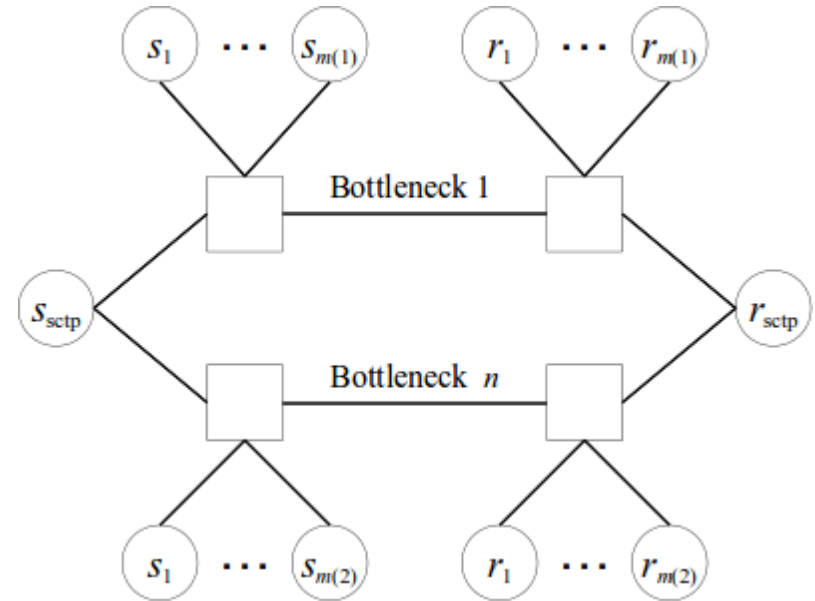 s1 ··· sm(1) r1 ··· rm(1)
Bottleneck 1
ssctp rsctp
Bottleneck n
s1 ··· sm(2) r1 ··· rm(2)